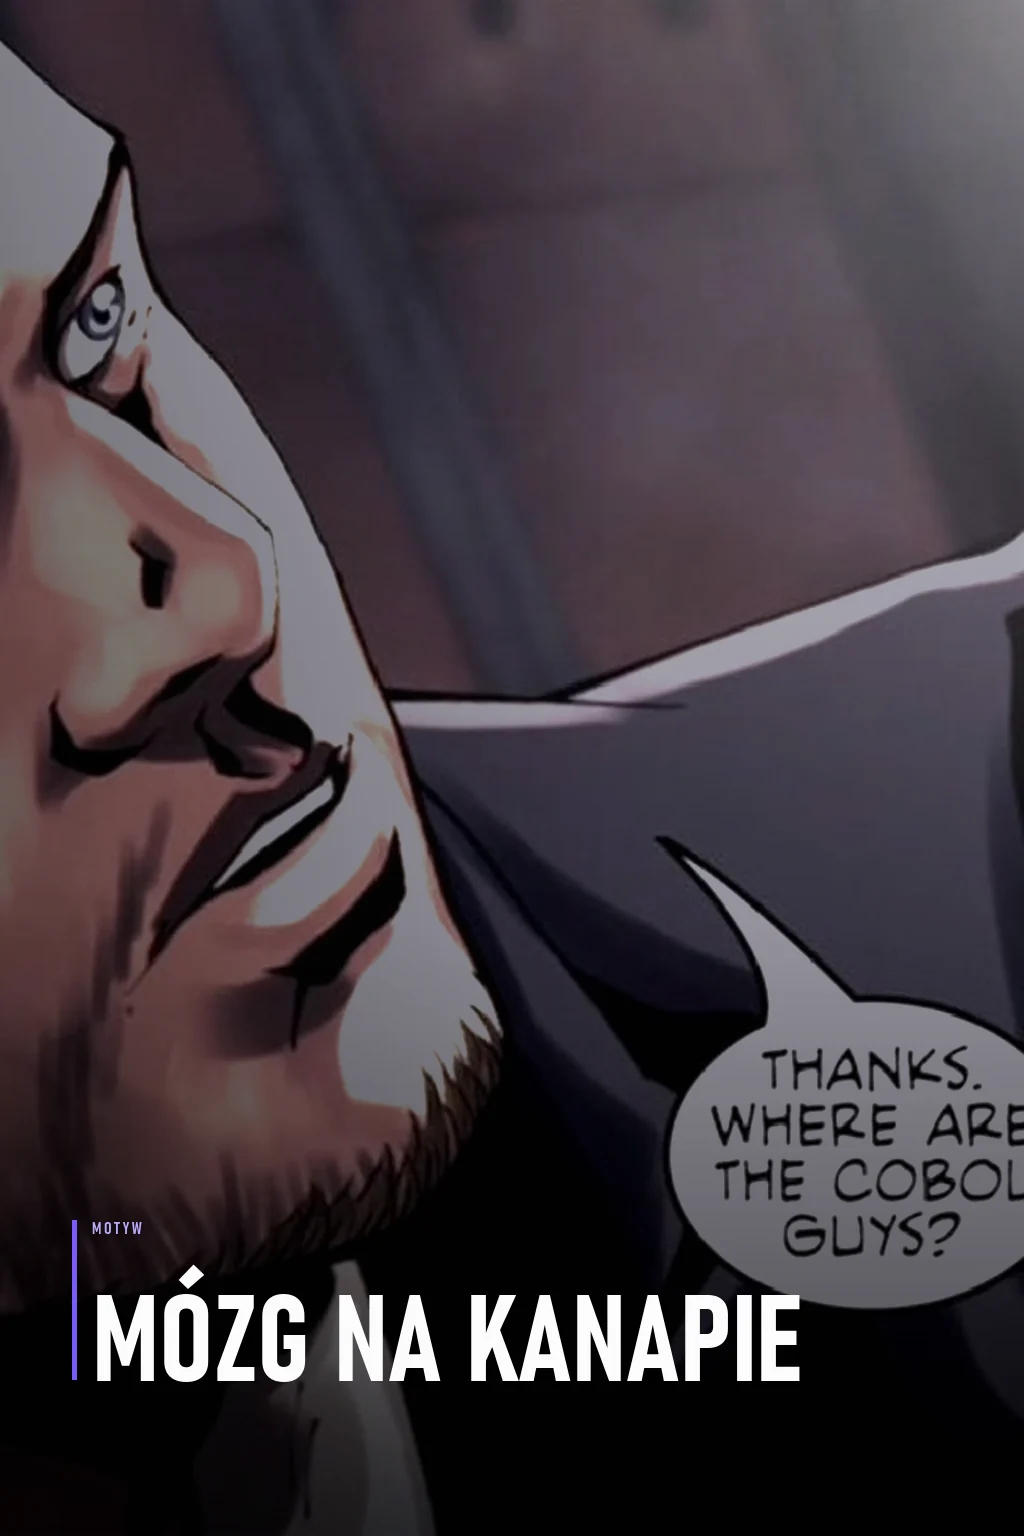 THANKS.
WHERE ARE
THE COBOL
GUYS?
MOTYW
MÓZG NA KANAPIE